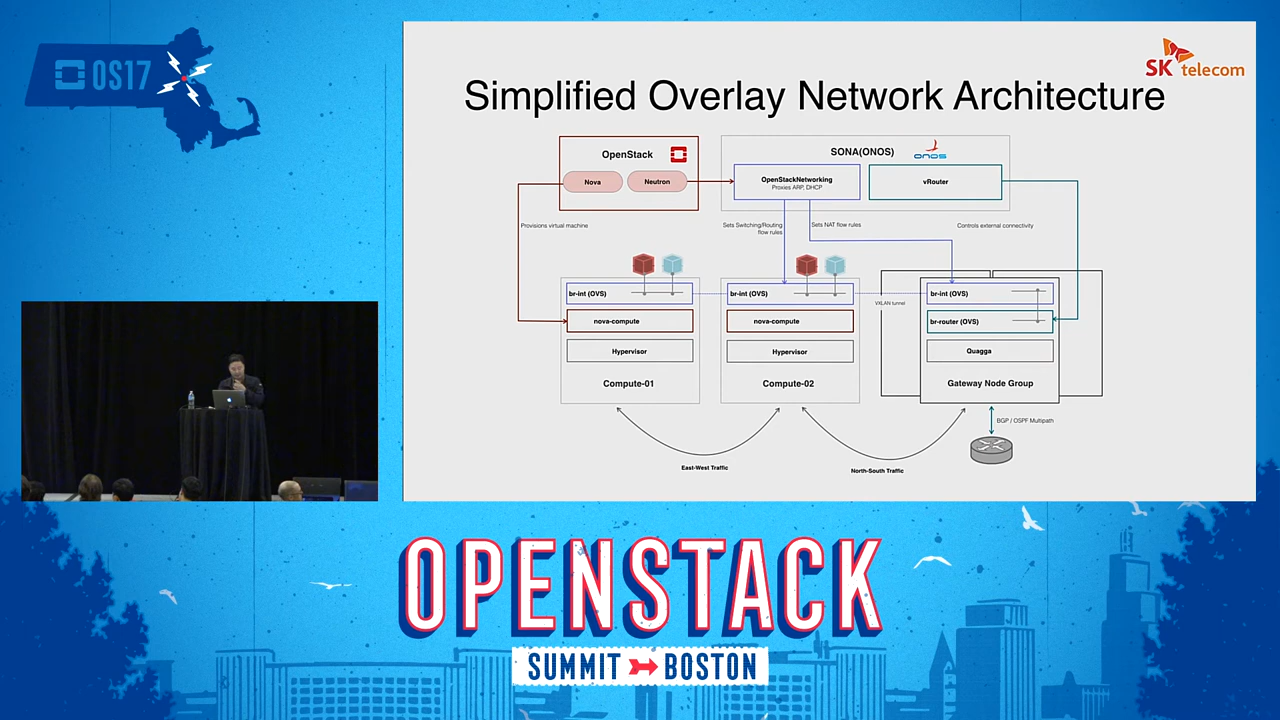 OS17
SK telecom
Simplified Overlay Network Architecture
OpenStack
Nova
Neutron
SONA(ONOS)
onos
OpenStackNetworking
Proxies ARP, DHCP
vRouter
Provisions virtual machine
Sets Switching/Routing
flow rules
Sets NAT flow rules
Controls external connectivity
br-int (OVS)
nova-compute
Hypervisor
Compute-01
br-int (OVS)
nova-compute
Hypervisor
Compute-02
VXLAN tunnel
br-int (OVS)
br-router (OVS)
Quagga
Gateway Node Group
BGP / OSPF Multipath
East-West Traffic
North-South Traffic
OPENSTACK
SUMMIT BOSTON